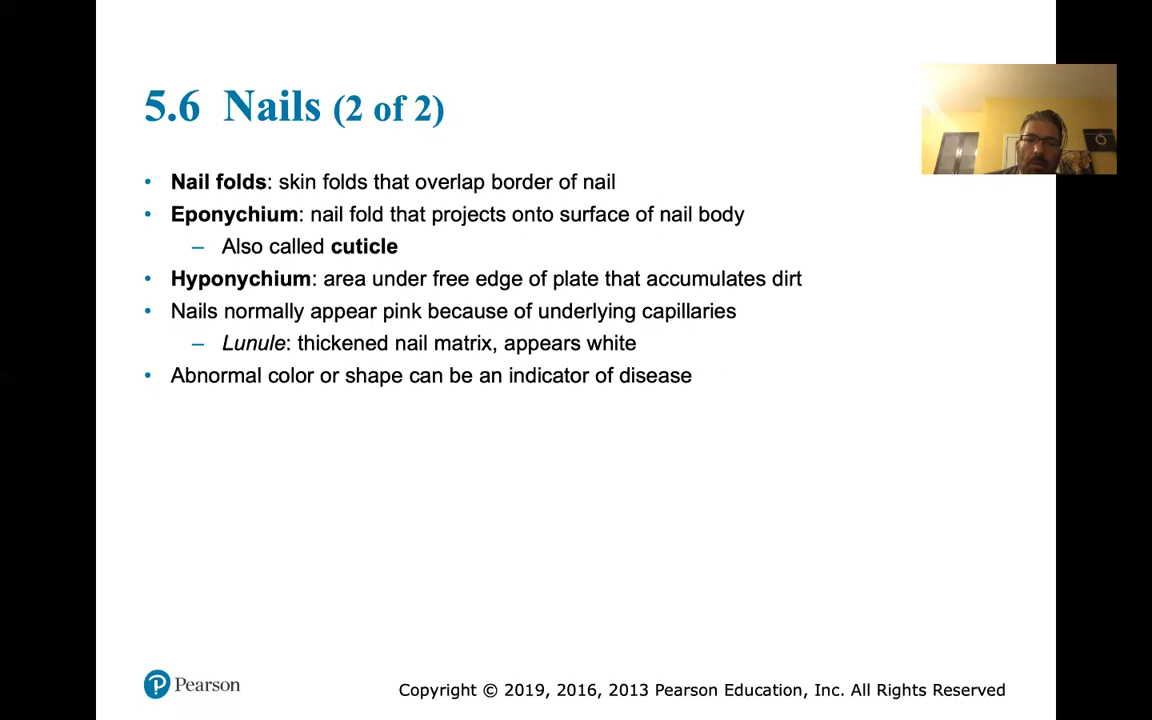 5.6 Nails (2 of 2)
• Nail folds: skin folds that overlap border of nail
• Eponychium: nail fold that projects onto surface of nail body
– Also called cuticle
• Hyponychium: area under free edge of plate that accumulates dirt
• Nails normally appear pink because of underlying capillaries
– Lunule: thickened nail matrix, appears white
• Abnormal color or shape can be an indicator of disease
Pearson
Copyright © 2019, 2016, 2013 Pearson Education, Inc. All Rights Reserved